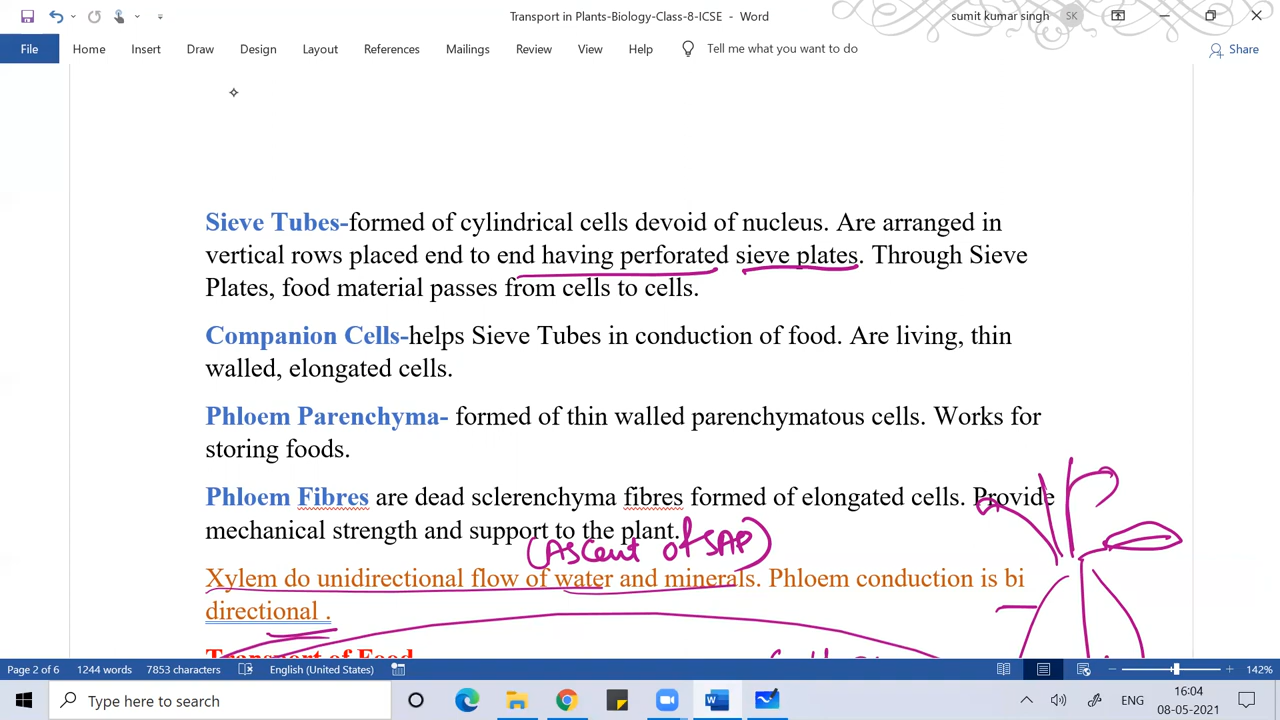 Transport in Plants-Biology-Class-8-ICSE - Word
sumit kumar singh SK
File Home Insert Draw Design Layout References Mailings Review View Help Tell me what you want to do Share
Sieve Tubes-formed of cylindrical cells devoid of nucleus. Are arranged in
vertical rows placed end to end having perforated sieve plates. Through Sieve
Plates, food material passes from cells to cells.
Companion Cells-helps Sieve Tubes in conduction of food. Are living, thin
walled, elongated cells.
Phloem Parenchyma- formed of thin walled parenchymatous cells. Works for
storing foods.
Phloem Fibres are dead sclerenchyma fibres formed of elongated cells. Provide
mechanical strength and support to the plant.
(Ascent of SAP)
Xylem do unidirectional flow of water and minerals. Phloem conduction is bi
directional .
Transport of Food
Page 2 of 6 1244 words 7853 characters English (United States) 142%
Type here to search ENG 16:04
08-05-2021